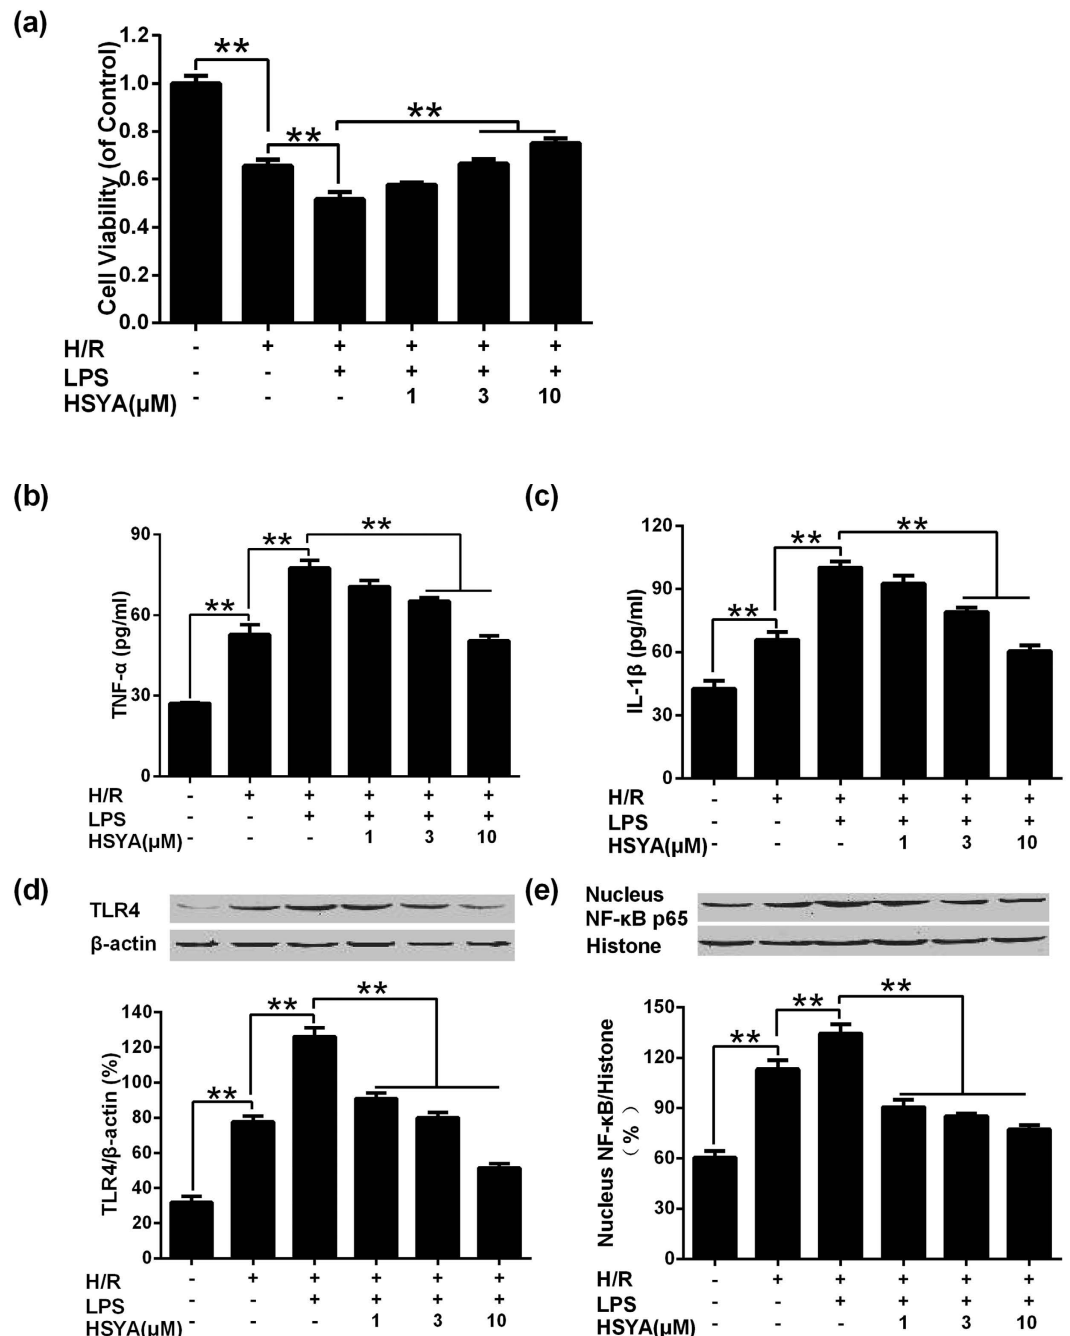 (a)
Cell Viability (of Control)
1.2
1.0
0.8
0.6
0.4
0.2
0.0
**
**
**
H/R - + + + + +
LPS - - + + + +
HSYA(μM) - - - 1 3 10
(b)
TNF-α (pg/ml)
90
60
30
0
**
**
**
H/R - + + + + +
LPS - - + + + +
HSYA(μM) - - - 1 3 10
(c)
IL-1β (pg/ml)
120
90
60
30
0
**
**
**
H/R - + + + + +
LPS - - + + + +
HSYA(μM) - - - 1 3 10
(d)
TLR4
β-actin
TLR4/β-actin (%)
140
120
100
80
60
40
20
0
**
**
**
H/R - + + + + +
LPS - - + + + +
HSYA(μM) - - - 1 3 10
(e)
Nucleus
NF-κB p65
Histone
Nucleus NF-κB/Histone
（%）
150
120
90
60
30
0
**
**
**
H/R - + + + + +
LPS - - + + + +
HSYA(μM) - - - 1 3 10